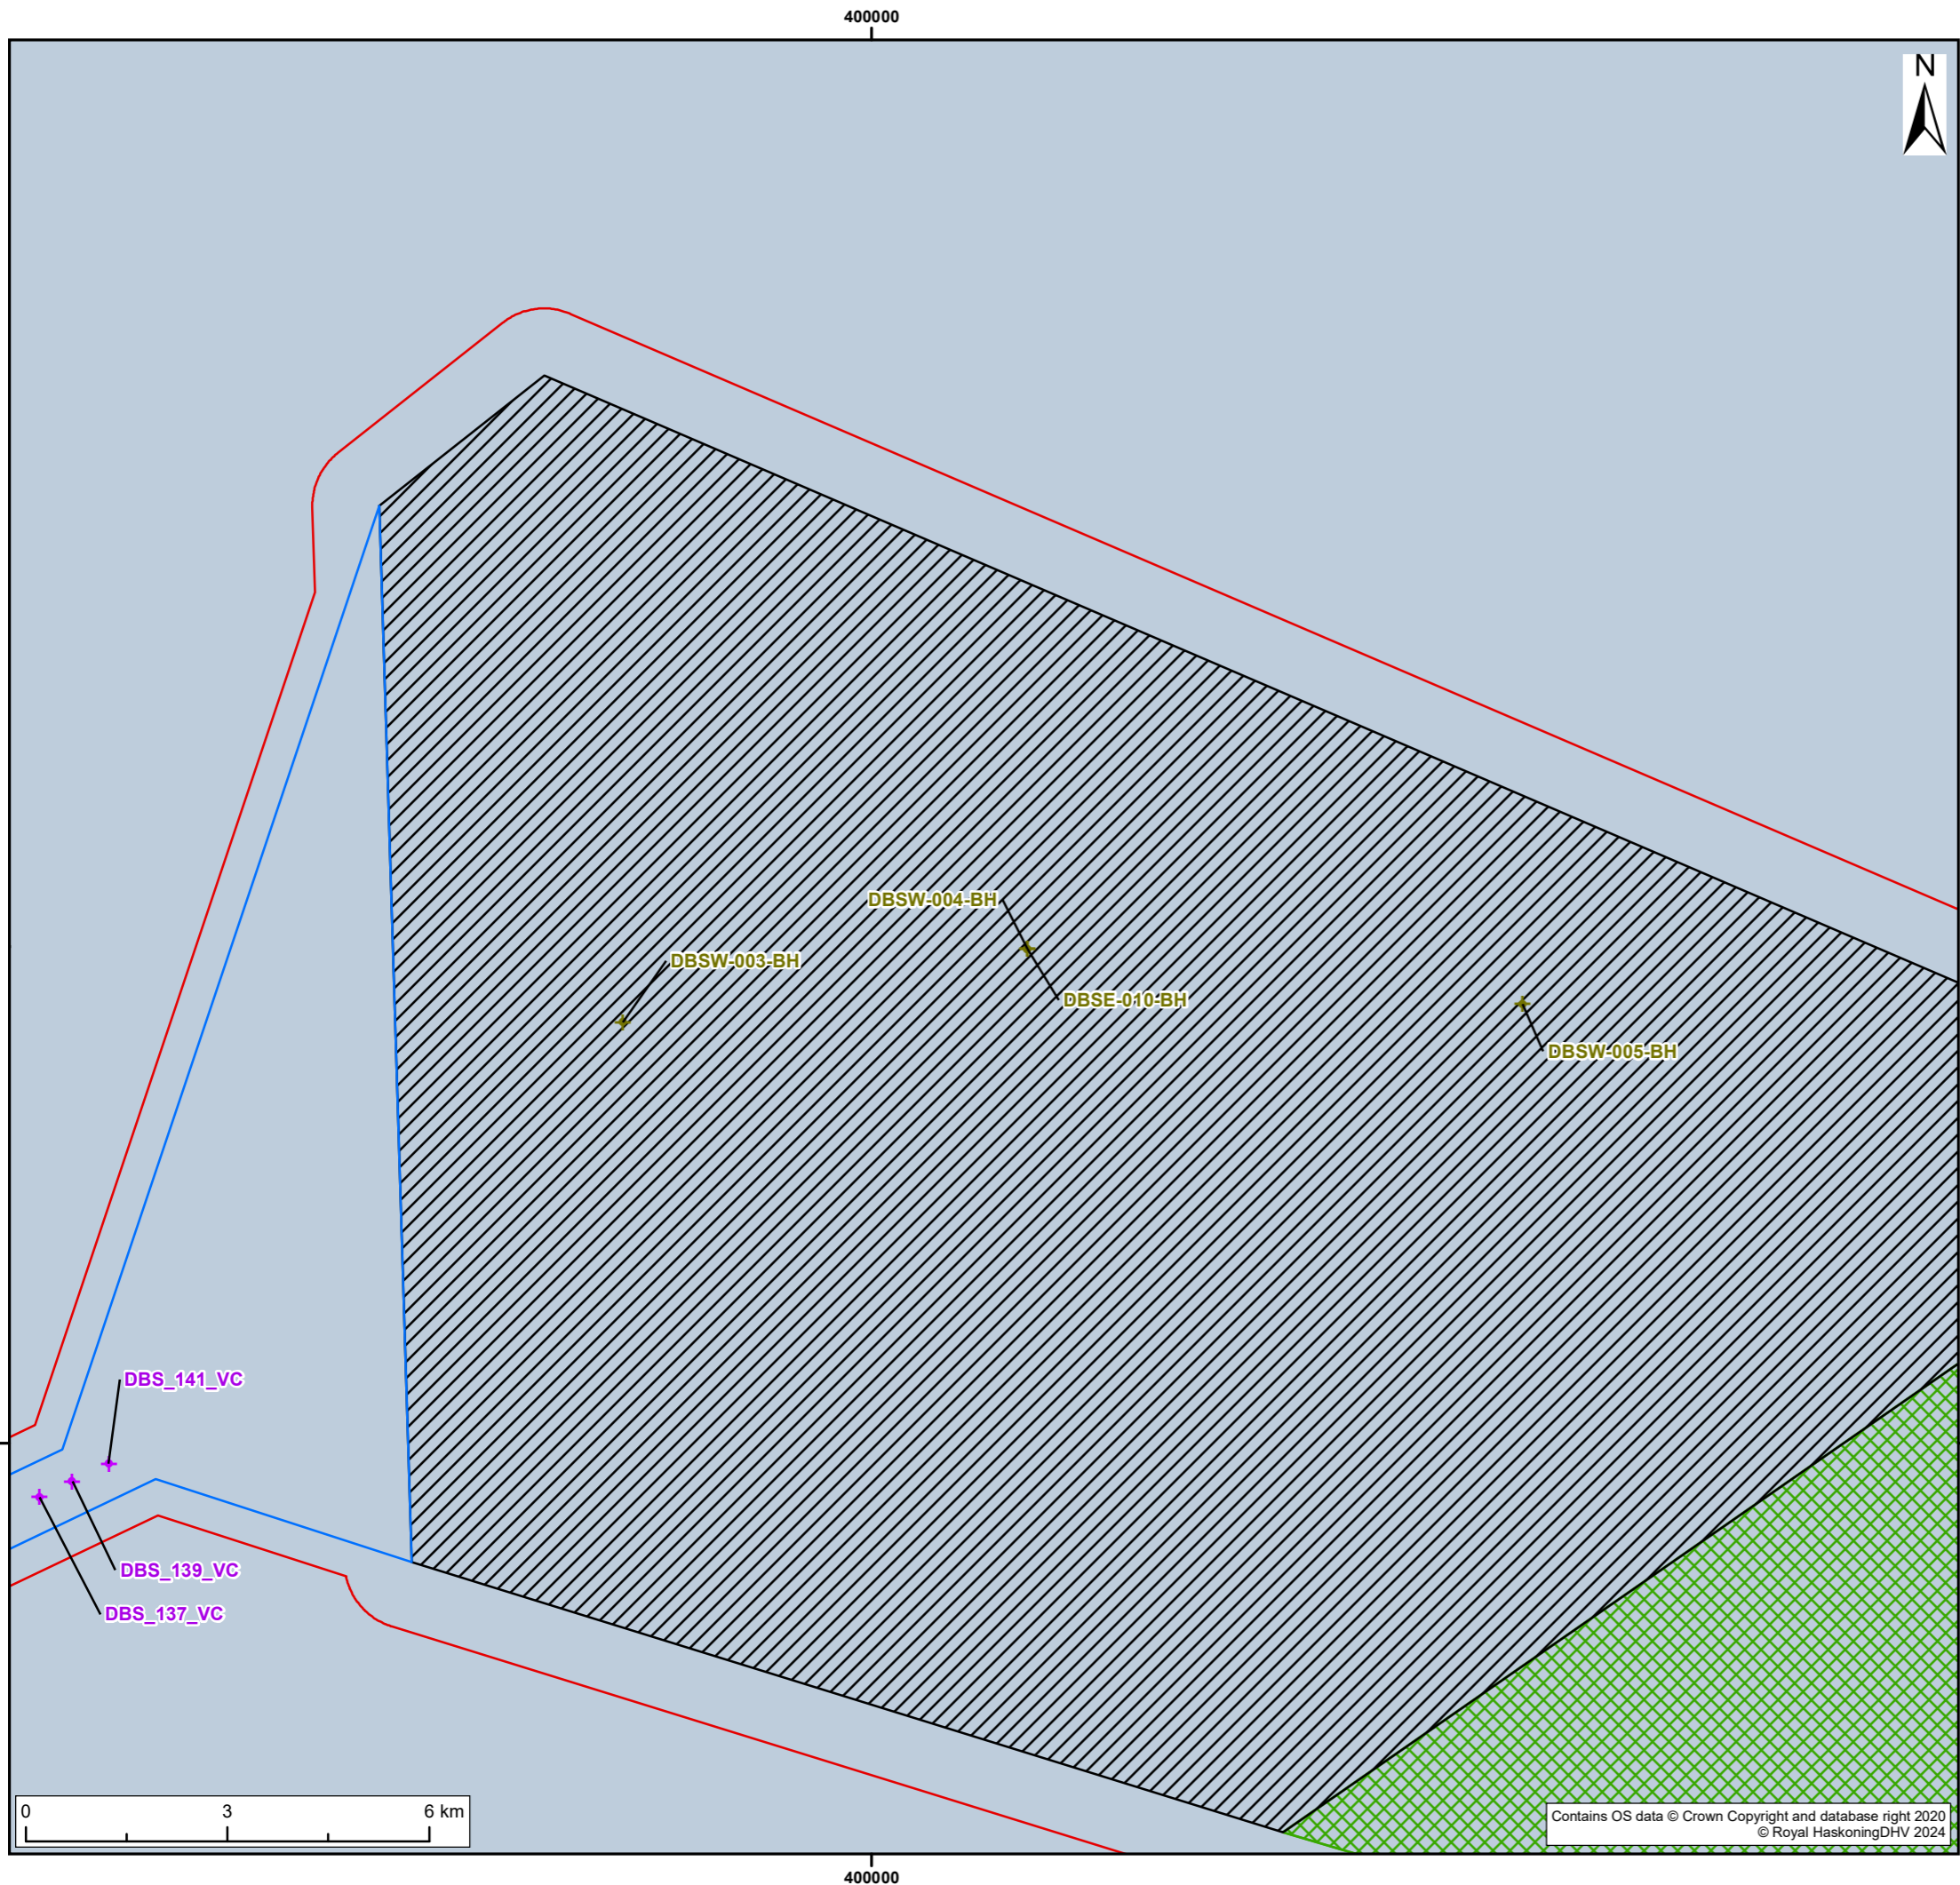 400000
N
DBSW-004-BH
DBSW-003-BH
DBSE-010-BH
DBSW-005-BH
DBS_141_VC
DBS_139_VC
DBS_137_VC
0 3 6 km
Contains OS data © Crown Copyright and database right 2020
© Royal HaskoningDHV 2024
400000